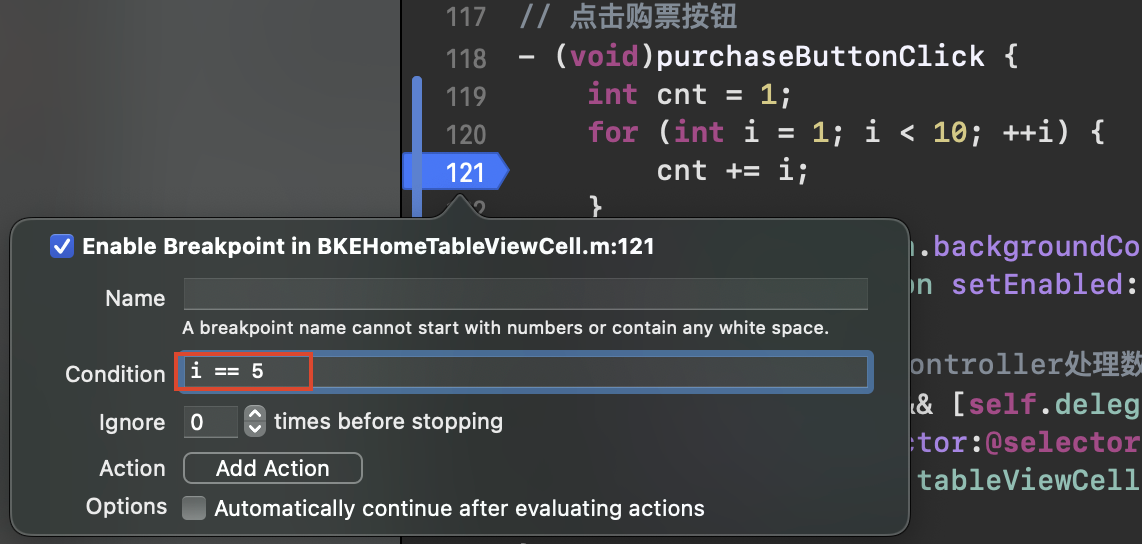 117 // 点击购票按钮
118 - (void)purchaseButtonClick {
119 int cnt = 1;
120 for (int i = 1; i < 10; ++i) {
121 cnt += i;
}
Enable Breakpoint in BKEHomeTableViewCell.m:121
.backgroundCo
setEnabled:
Name
A breakpoint name cannot start with numbers or contain any white space.
Condition i == 5
ontroller处理数
Ignore 0 times before stopping
&& [self.deleg
Action Add Action
tor:@selector
Options Automatically continue after evaluating actions
tableViewCell